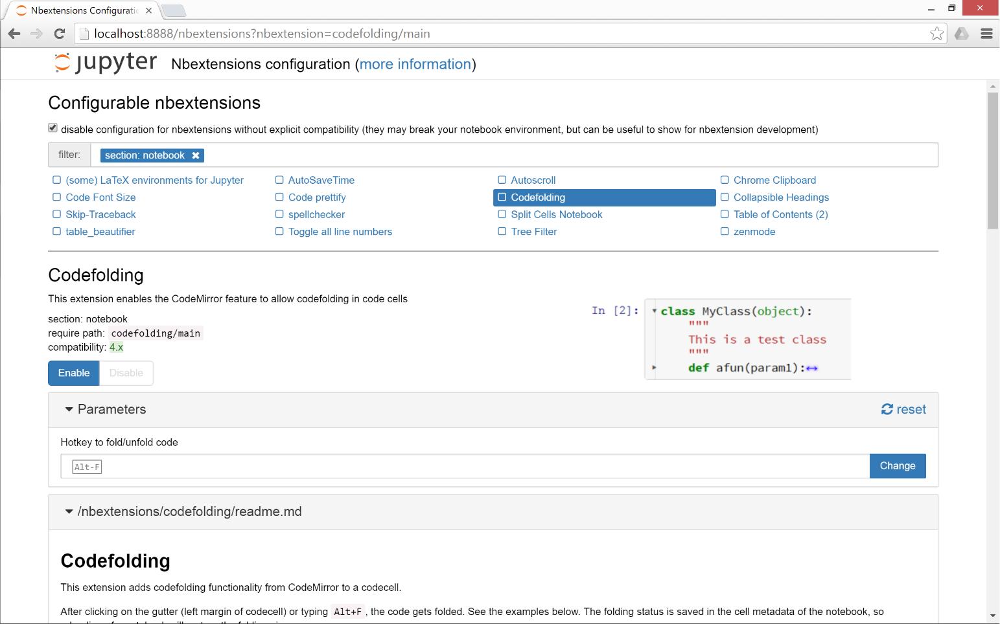 Nbextensions Configuratic
localhost:8888/nbextensions?nbextension=codefolding/main
jupyter Nbextensions configuration (more information)
Configurable nbextensions
disable configuration for nbextensions without explicit compatibility (they may break your notebook environment, but can be useful to show for nbextension development)
filter: section: notebook
(some) LaTeX environments for Jupyter AutoSaveTime Autoscroll Chrome Clipboard
Code Font Size Code prettify Codefolding Collapsible Headings
Skip-Traceback spellchecker Split Cells Notebook Table of Contents (2)
table_beautifier Toggle all line numbers Tree Filter zenmode
Codefolding
This extension enables the CodeMirror feature to allow codefolding in code cells
section: notebook
require path: codefolding/main
compatibility: 4.x
Enable Disable
In [2]: class MyClass(object):
"""
This is a test class
"""
def afun(param1):
Parameters reset
Hotkey to fold/unfold code
Alt-F Change
/nbextensions/codefolding/readme.md
Codefolding
This extension adds codefolding functionality from CodeMirror to a codecell.
After clicking on the gutter (left margin of codecell) or typing Alt+F, the code gets folded. See the examples below. The folding status is saved in the cell metadata of the notebook, so